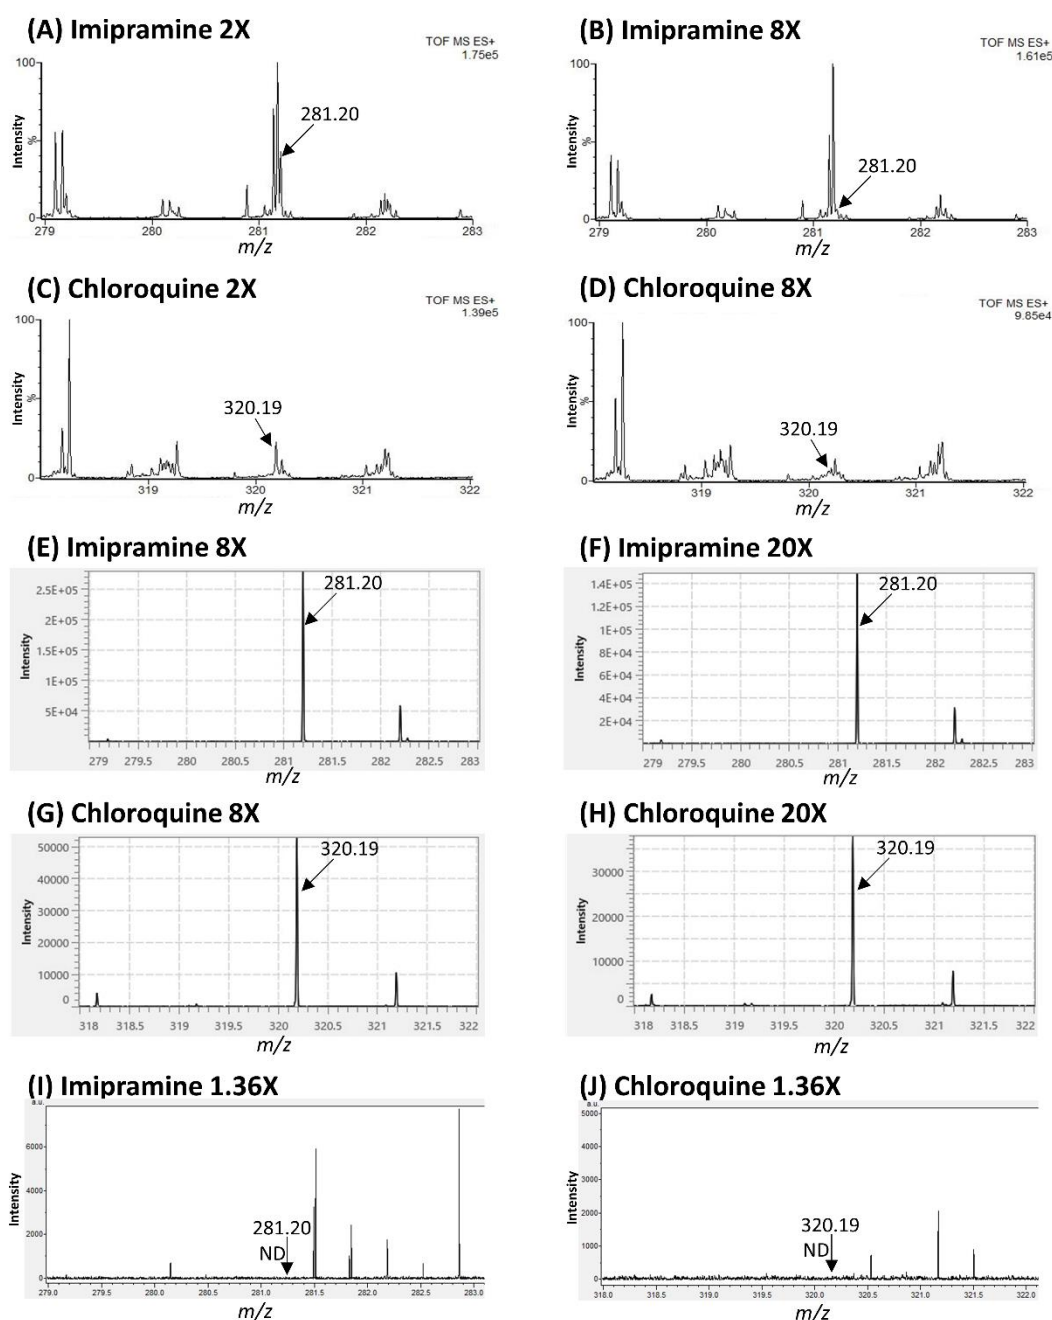 (A) Imipramine 2X
TOF MS ES+
1.75e5
100
Intensity
%
0
281.20
279 280 281 282 283
m/z
(B) Imipramine 8X
TOF MS ES+
1.61e5
100
Intensity
%
0
281.20
279 280 281 282 283
m/z
(C) Chloroquine 2X
TOF MS ES+
1.39e5
100
Intensity
%
0
320.19
319 320 321 322
m/z
(D) Chloroquine 8X
TOF MS ES+
9.85e4
100
Intensity
%
0
320.19
319 320 321 322
m/z
(E) Imipramine 8X
2.5E+05
2E+05
1.5E+05
1E+05
5E+04
Intensity
281.20
279 279.5 280 280.5 281 281.5 282 282.5 283
m/z
(F) Imipramine 20X
1.4E+05
1.2E+05
1E+05
8E+04
6E+04
4E+04
2E+04
Intensity
281.20
279 279.5 280 280.5 281 281.5 282 282.5 283
m/z
(G) Chloroquine 8X
50000
40000
30000
20000
10000
0
Intensity
320.19
318 318.5 319 319.5 320 320.5 321 321.5 322
m/z
(H) Chloroquine 20X
30000
20000
10000
0
Intensity
320.19
318 318.5 319 319.5 320 320.5 321 321.5 322
m/z
(I) Imipramine 1.36X
a.u.
6000
4000
2000
0
Intensity
281.20
ND
279.0 279.5 280.0 280.5 281.0 281.5 282.0 282.5 283.0
m/z
(J) Chloroquine 1.36X
a.u.
5000
4000
3000
2000
1000
0
Intensity
320.19
ND
318.0 318.5 319.0 319.5 320.0 320.5 321.0 321.5 322.0
m/z